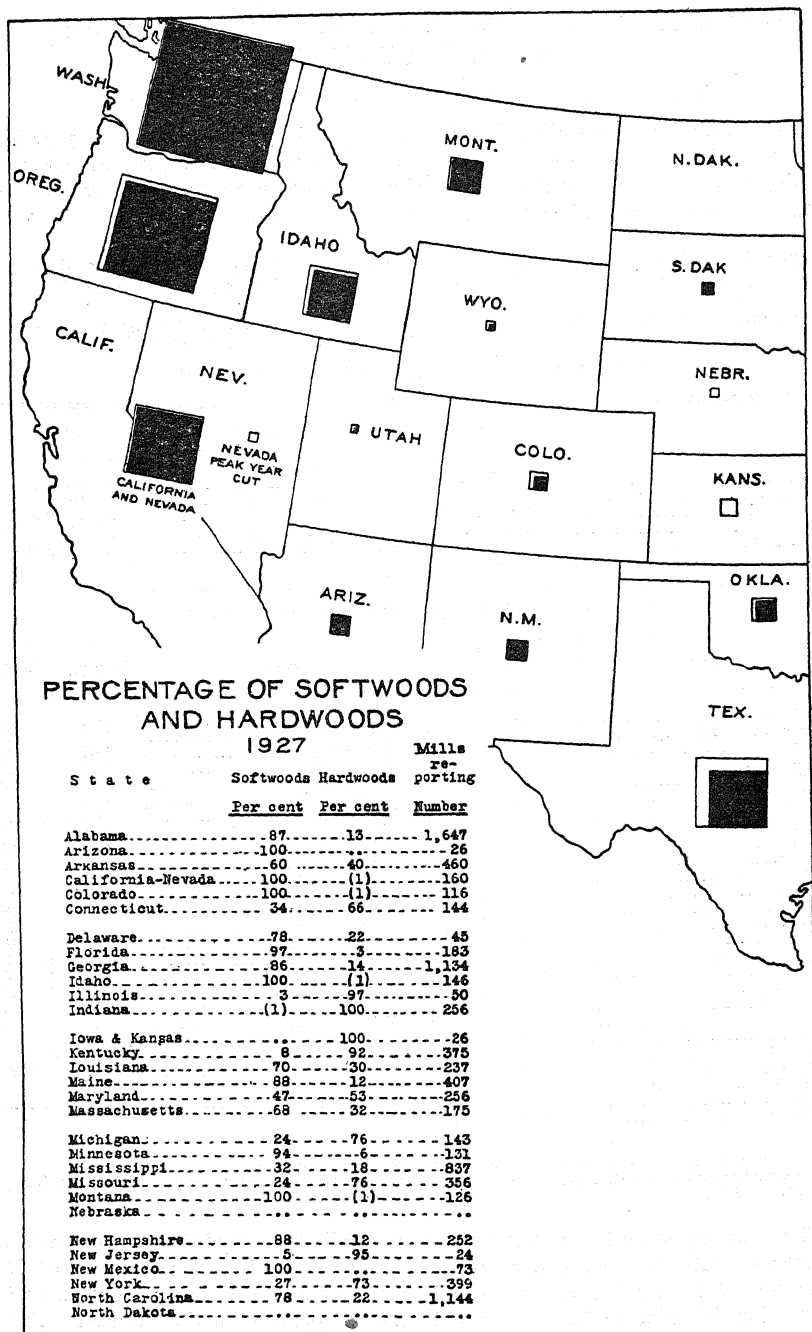 WASH.
MONT.
N.DAK.
OREG.
IDAHO
S.DAK
WYO.
CALIF.
NEV.
NEBR.
UTAH
COLO.
NEVADA
PEAK YEAR
CUT
KANS.
CALIFORNIA
AND NEVADA
OKLA.
ARIZ.
N.M.
TEX.
PERCENTAGE OF SOFTWOODS
AND HARDWOODS
1927
State Softwoods Hardwoods Mills re-porting
Per cent Per cent Number
Alabama 87 13 1,647
Arizona 100 .. 26
Arkansas 60 40 460
California-Nevada 100 (1) 160
Colorado 100 (1) 116
Connecticut 34 66 144
Delaware 78 22 45
Florida 97 3 183
Georgia 86 14 1,134
Idaho 100 (1) 146
Illinois 3 97 50
Indiana (1) 100 256
Iowa & Kansas .. 100 26
Kentucky 8 92 375
Louisiana 70 30 237
Maine 88 12 407
Maryland 47 53 256
Massachusetts 68 32 175
Michigan 24 76 143
Minnesota 94 6 131
Mississippi 32 18 837
Missouri 24 76 356
Montana 100 (1) 126
Nebraska .. .. ..
New Hampshire 88 12 252
New Jersey 5 95 24
New Mexico 100 .. 73
New York 27 73 399
North Carolina 78 22 1,144
North Dakota .. .. ..